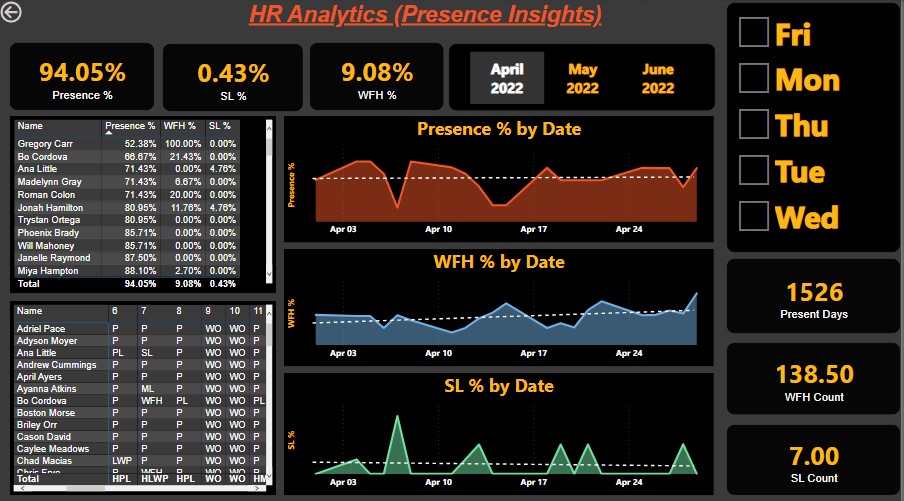 HR Analytics (Presence Insights)
94.05%
Presence %
0.43%
SL %
9.08%
WFH %
April 2022
May 2022
June 2022
Fri
Mon
Thu
Tue
Wed
Name Presence % WFH % SL %
Gregory Carr 52.38% 100.00% 0.00%
Bo Cordova 66.67% 21.43% 0.00%
Ana Little 71.43% 0.00% 4.76%
Madelynn Gray 71.43% 6.67% 0.00%
Roman Colon 71.43% 20.00% 0.00%
Jonah Hamilton 80.95% 11.76% 4.76%
Trystan Ortega 80.95% 0.00% 0.00%
Phoenix Brady 85.71% 0.00% 0.00%
Will Mahoney 85.71% 0.00% 0.00%
Janelle Raymond 87.50% 0.00% 0.00%
Miya Hampton 88.10% 2.70% 0.00%
Total 94.05% 9.08% 0.43%
Presence % by Date
Presence %
Apr 03 Apr 10 Apr 17 Apr 24
WFH % by Date
WFH %
Apr 03 Apr 10 Apr 17 Apr 24
SL % by Date
SL %
Apr 03 Apr 10 Apr 17 Apr 24
1526
Present Days
138.50
WFH Count
7.00
SL Count
Name 6 7 8 9 10 11
Adriel Pace P P P WO WO P
Adyson Moyer P P P WO WO P
Ana Little PL SL P WO WO P
Andrew Cummings P P P WO WO P
April Ayers P P P WO WO P
Ayanna Atkins P ML P WO WO P
Bo Cordova P WFH PL WO WO PL
Boston Morse P P P WO WO P
Briley Orr P P P WO WO P
Cason David P P P WO WO P
Caylee Meadows P P P WO WO P
Chad Macias LWP P P WO WO P
P WFH P WO WO P
Total HPL HLWP HPL WO WO HM